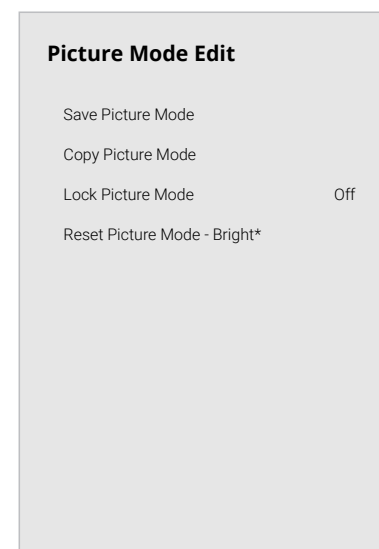 Picture Mode Edit
Save Picture Mode
Copy Picture Mode
Lock Picture Mode Off
Reset Picture Mode - Bright*